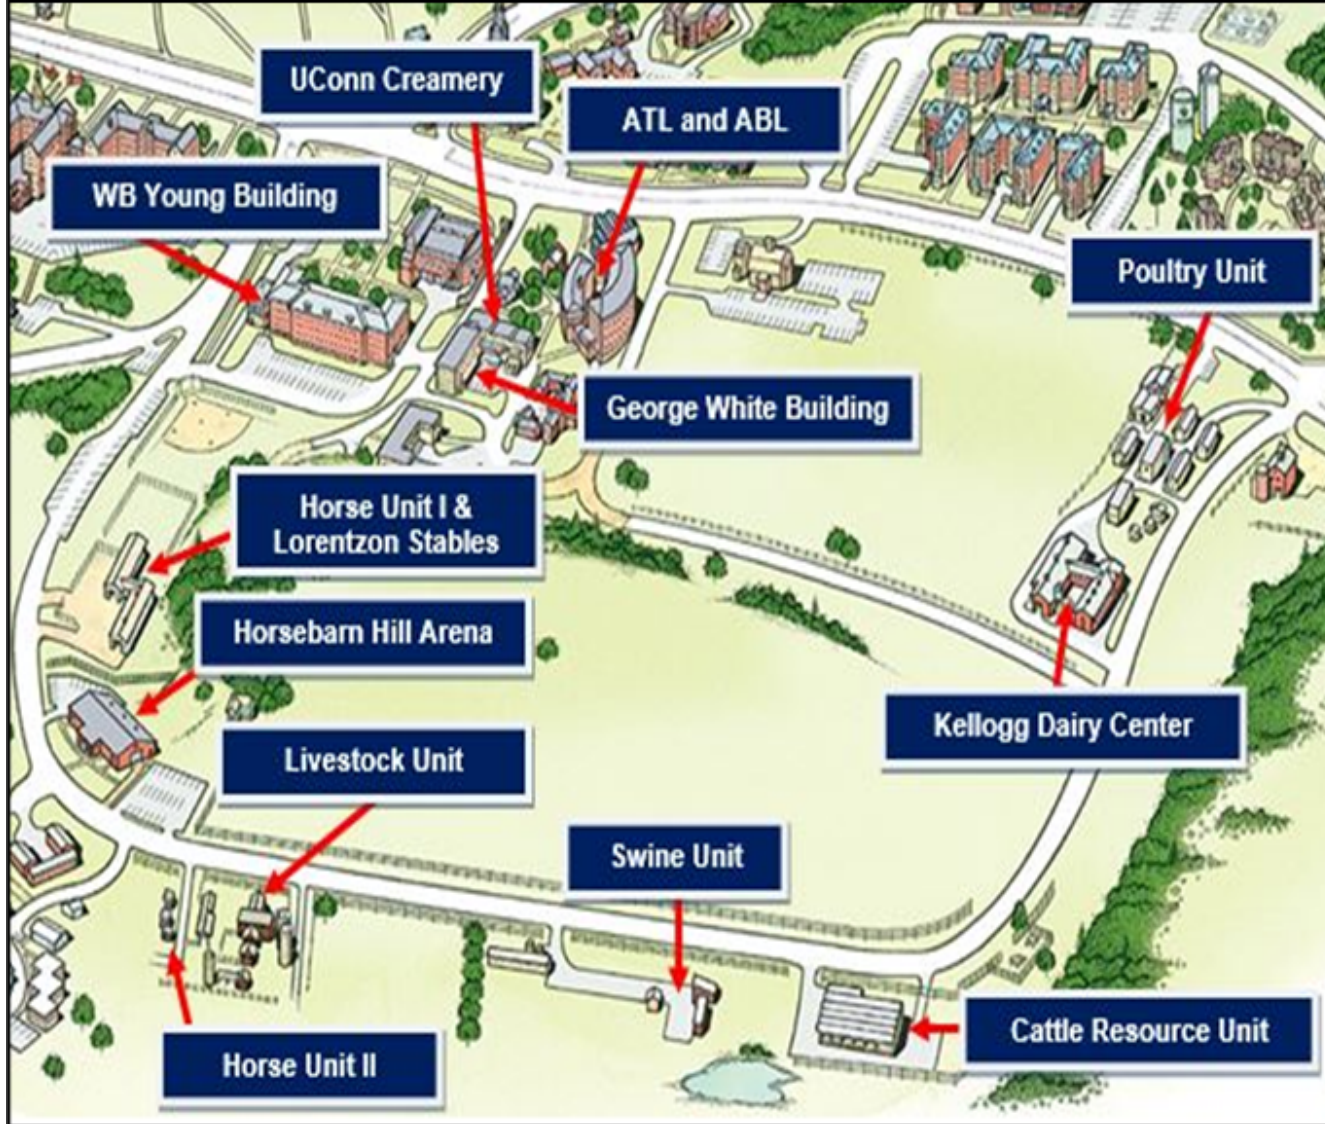 UConn Creamery
ATL and ABL
WB Young Building
Poultry Unit
George White Building
Horse Unit I &
Lorentzon Stables
Horsebarn Hill Arena
Kellogg Dairy Center
Livestock Unit
Swine Unit
Cattle Resource Unit
Horse Unit II